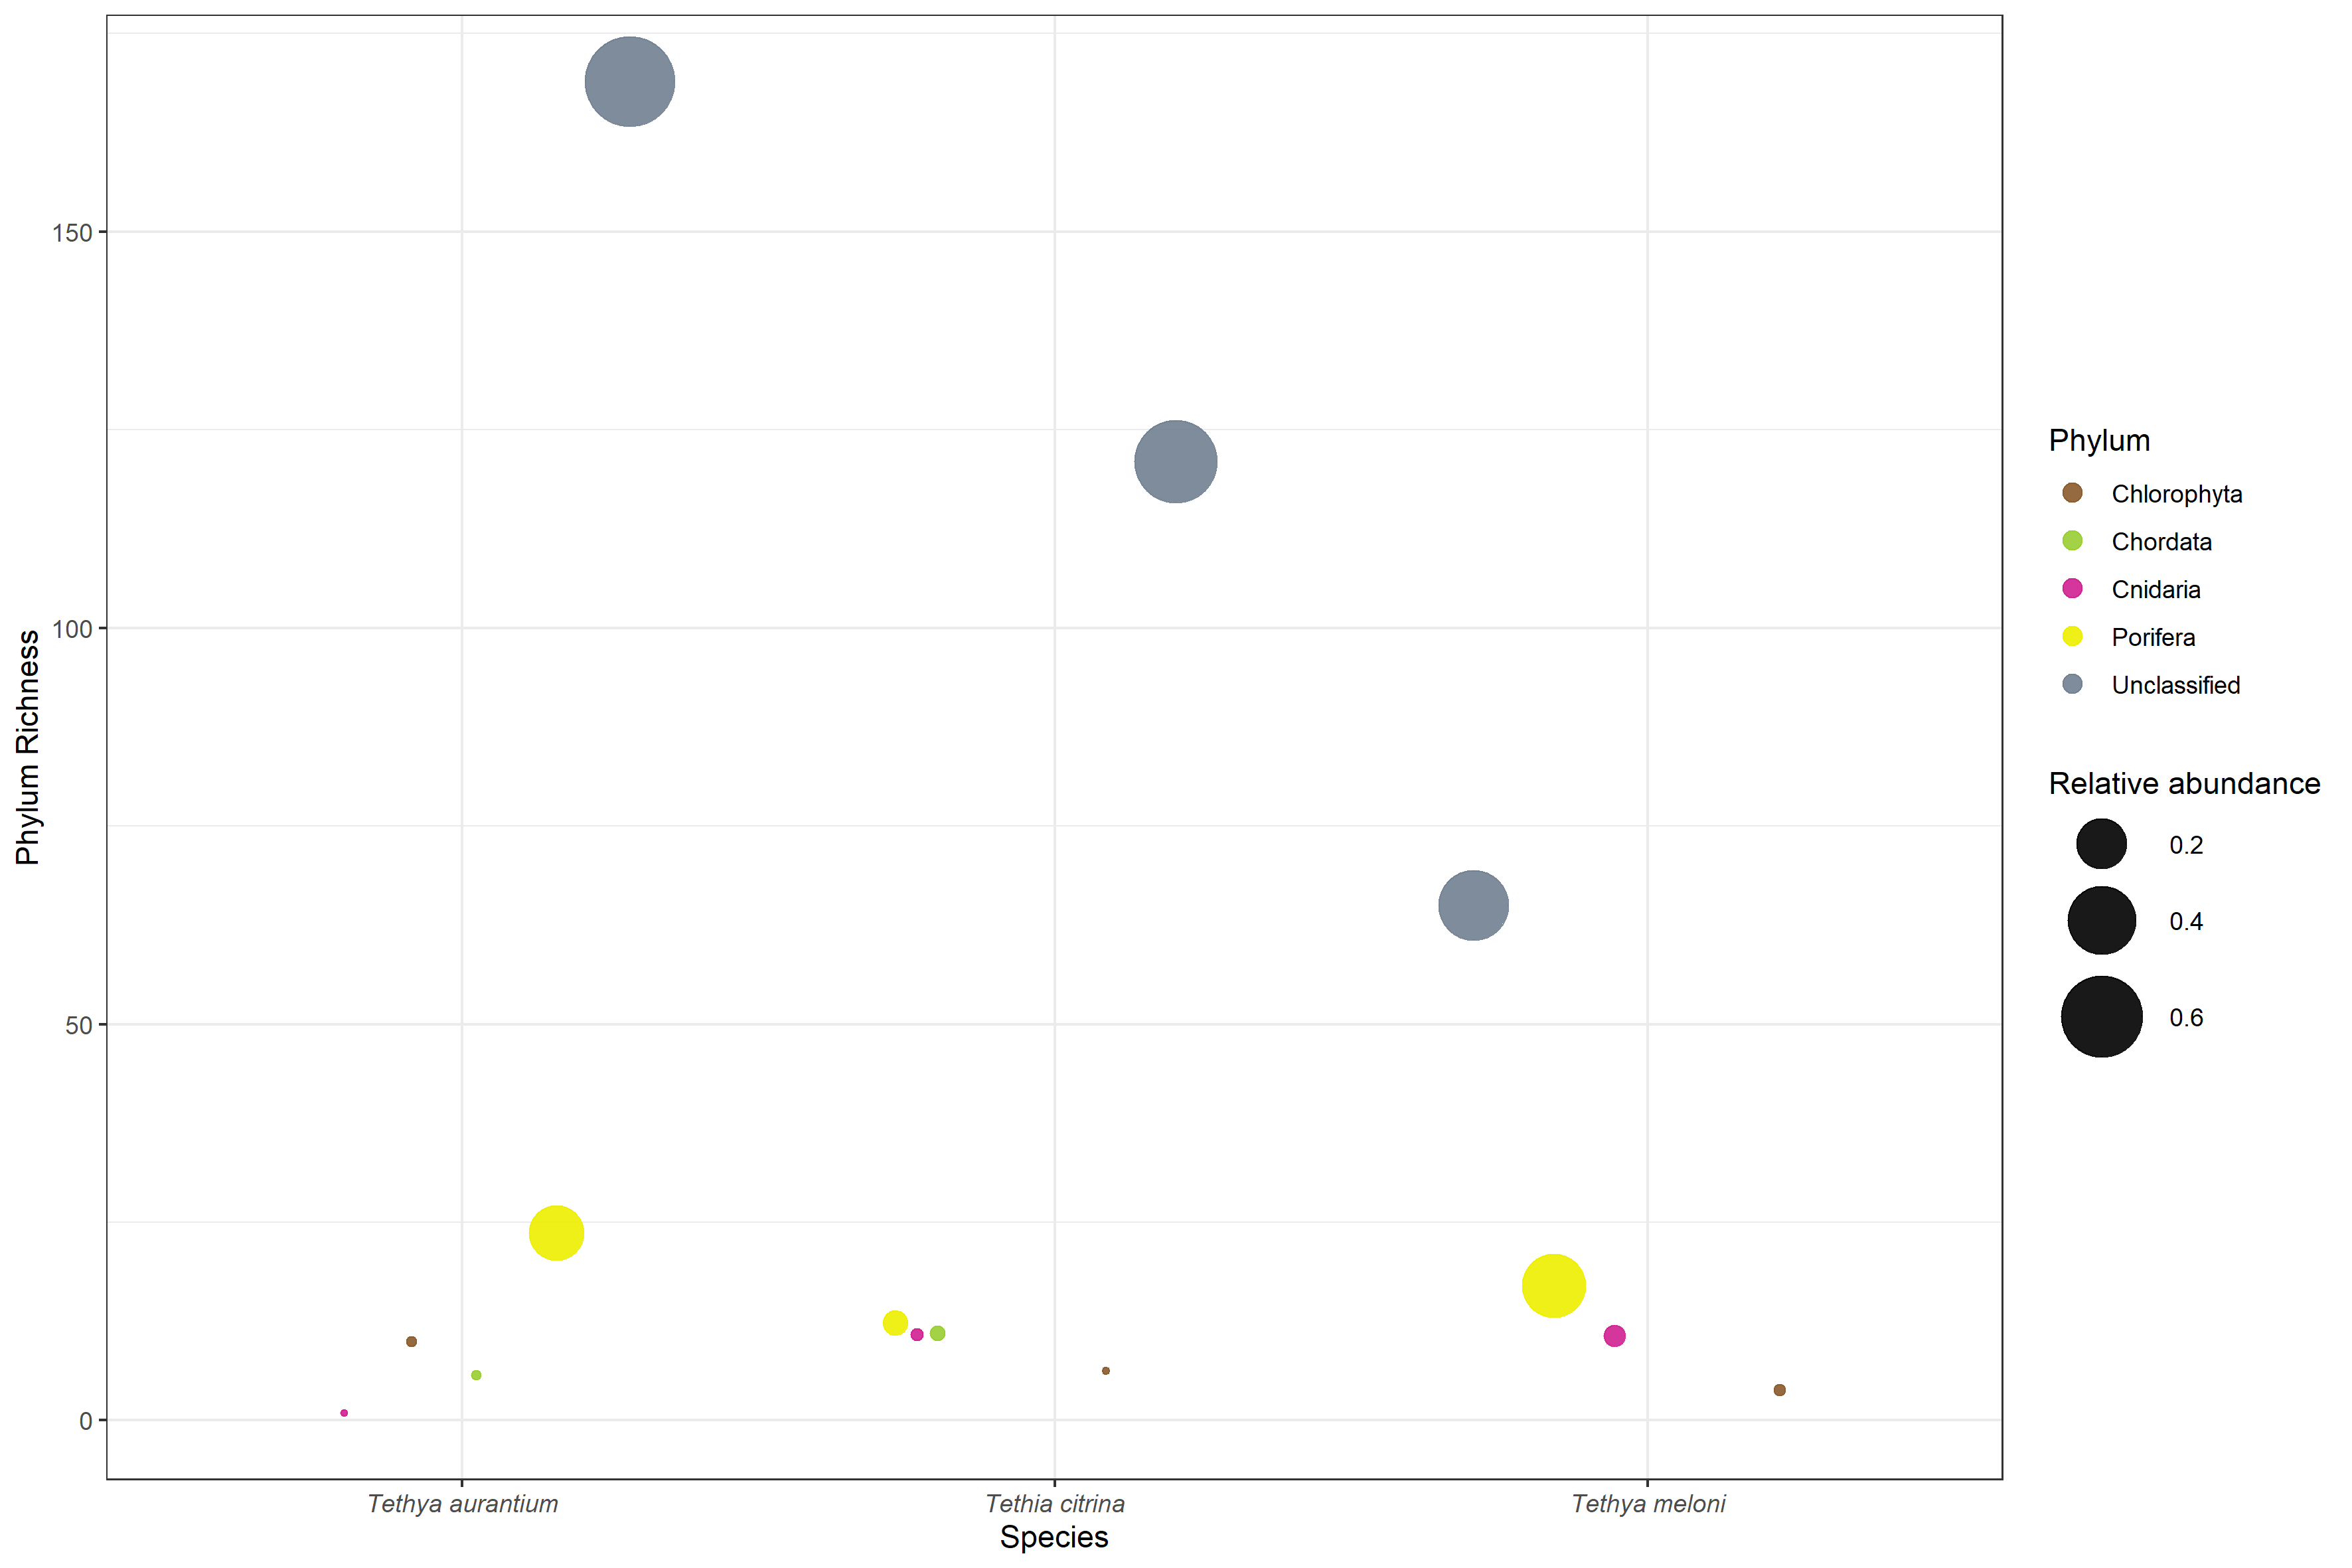 150
100
50
0
Phylum Richness
Tethya aurantium
Tethia citrina
Tethya meloni
Species
Phylum
Chlorophyta
Chordata
Cnidaria
Porifera
Unclassified
Relative abundance
0.2
0.4
0.6